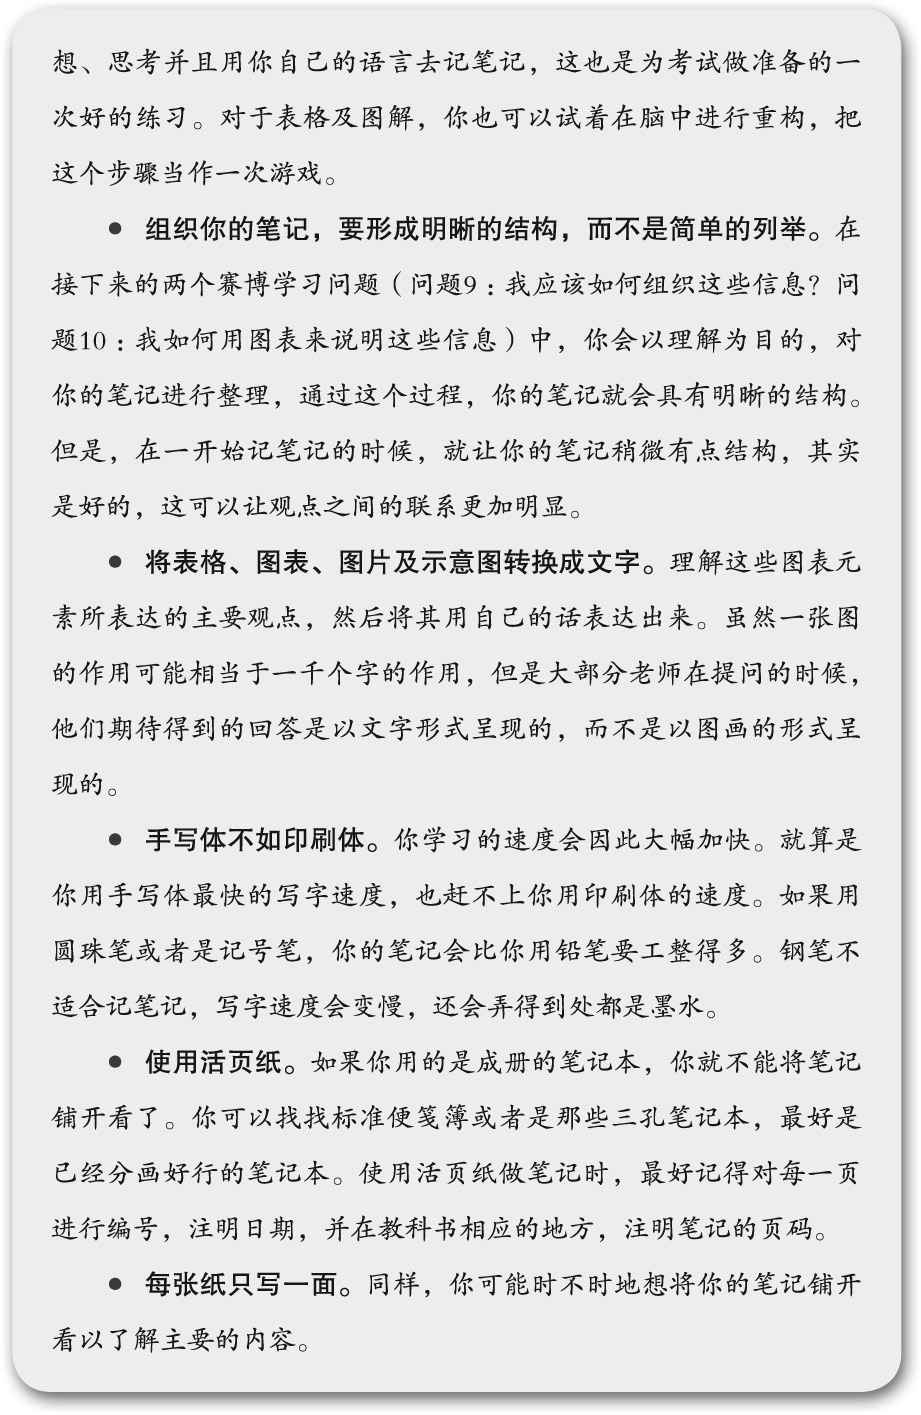 想、思考并且用你自己的语言去记笔记，这也是为考试做准备的一
次好的练习。对于表格及图解，你也可以试着在脑中进行重构，把
这个步骤当作一次游戏。
● 组织你的笔记，要形成明晰的结构，而不是简单的列举。在
接下来的两个赛博学习问题（问题9：我应该如何组织这些信息？问
题10：我如何用图表来说明这些信息）中，你会以理解为目的，对
你的笔记进行整理，通过这个过程，你的笔记就会具有明晰的结构。
但是，在一开始记笔记的时候，就让你的笔记稍微有点结构，其实
是好的，这可以让观点之间的联系更加明显。
● 将表格、图表、图片及示意图转换成文字。理解这些图表元
素所表达的主要观点，然后将其用自己的话表达出来。虽然一张图
的作用可能相当于一千个字的作用，但是大部分老师在提问的时候，
他们期待得到的回答是以文字形式呈现的，而不是以图画的形式呈
现的。
● 手写体不如印刷体。你学习的速度会因此大幅加快。就算是
你用手写体最快的写字速度，也赶不上你用印刷体的速度。如果用
圆珠笔或者是记号笔，你的笔记会比你用铅笔要工整得多。钢笔不
适合记笔记，写字速度会变慢，还会弄得到处都是墨水。
● 使用活页纸。如果你用的是成册的笔记本，你就不能将笔记
铺开看了。你可以找找标准便笺簿或者是那些三孔笔记本，最好是
已经分画好行的笔记本。使用活页纸做笔记时，最好记得对每一页
进行编号，注明日期，并在教科书相应的地方，注明笔记的页码。
● 每张纸只写一面。同样，你可能时不时地想将你的笔记铺开
看以了解主要的内容。